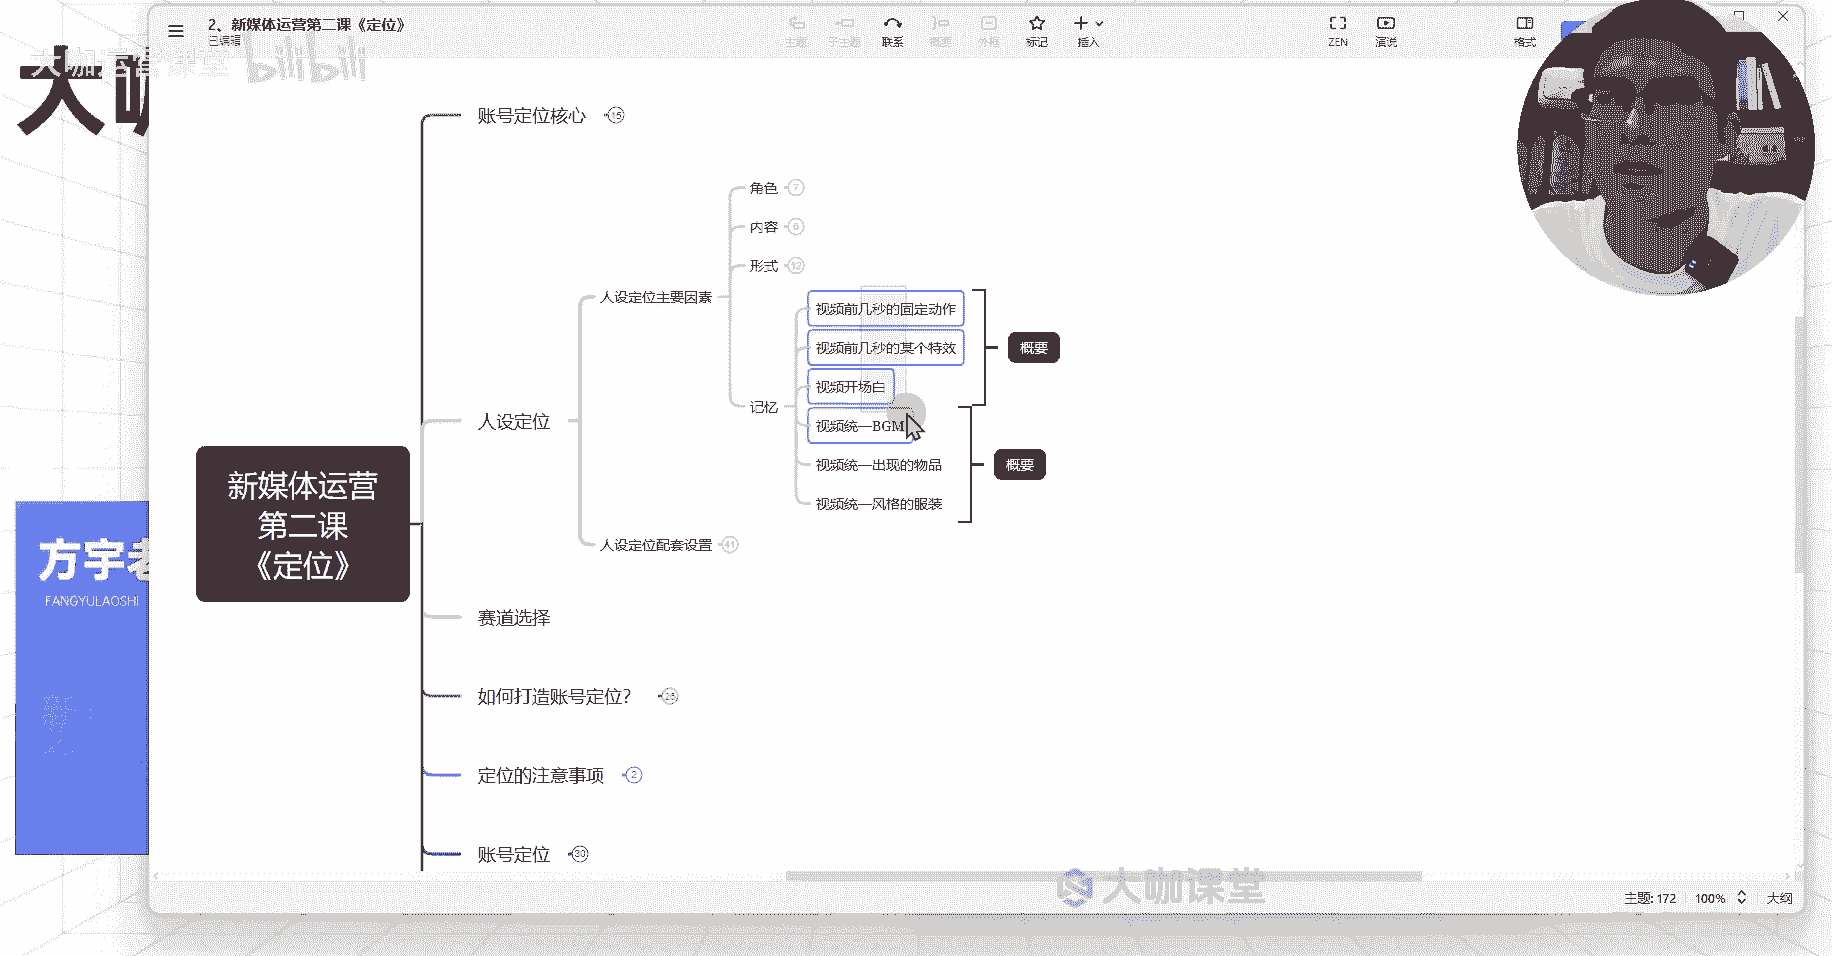 2、新媒体运营第二课《定位》
已编辑
主题
子主题
联系
概要
外框
标记
插入
ZEN
演说
格式
大咖运营课堂
bilibili
大咖
账号定位核心
15
角色
7
内容
6
形式
12
人设定位主要因素
视频前几秒的固定动作
视频前几秒的某个特效
概要
视频开场白
记忆
视频统一BGM
人设定位
视频统一出现的物品
概要
视频统一风格的服装
新媒体运营
第二课
《定位》
人设定位配套设置
41
方宇老
FANGYULAOSHI
赛道选择
如何打造账号定位？
定位的注意事项
2
账号定位
30
大咖课堂
主题: 172
100%
大纲